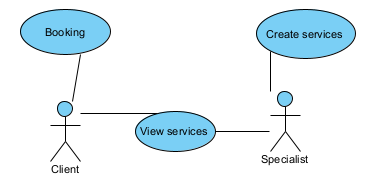 Booking
Create services
View services
Client
Specialist